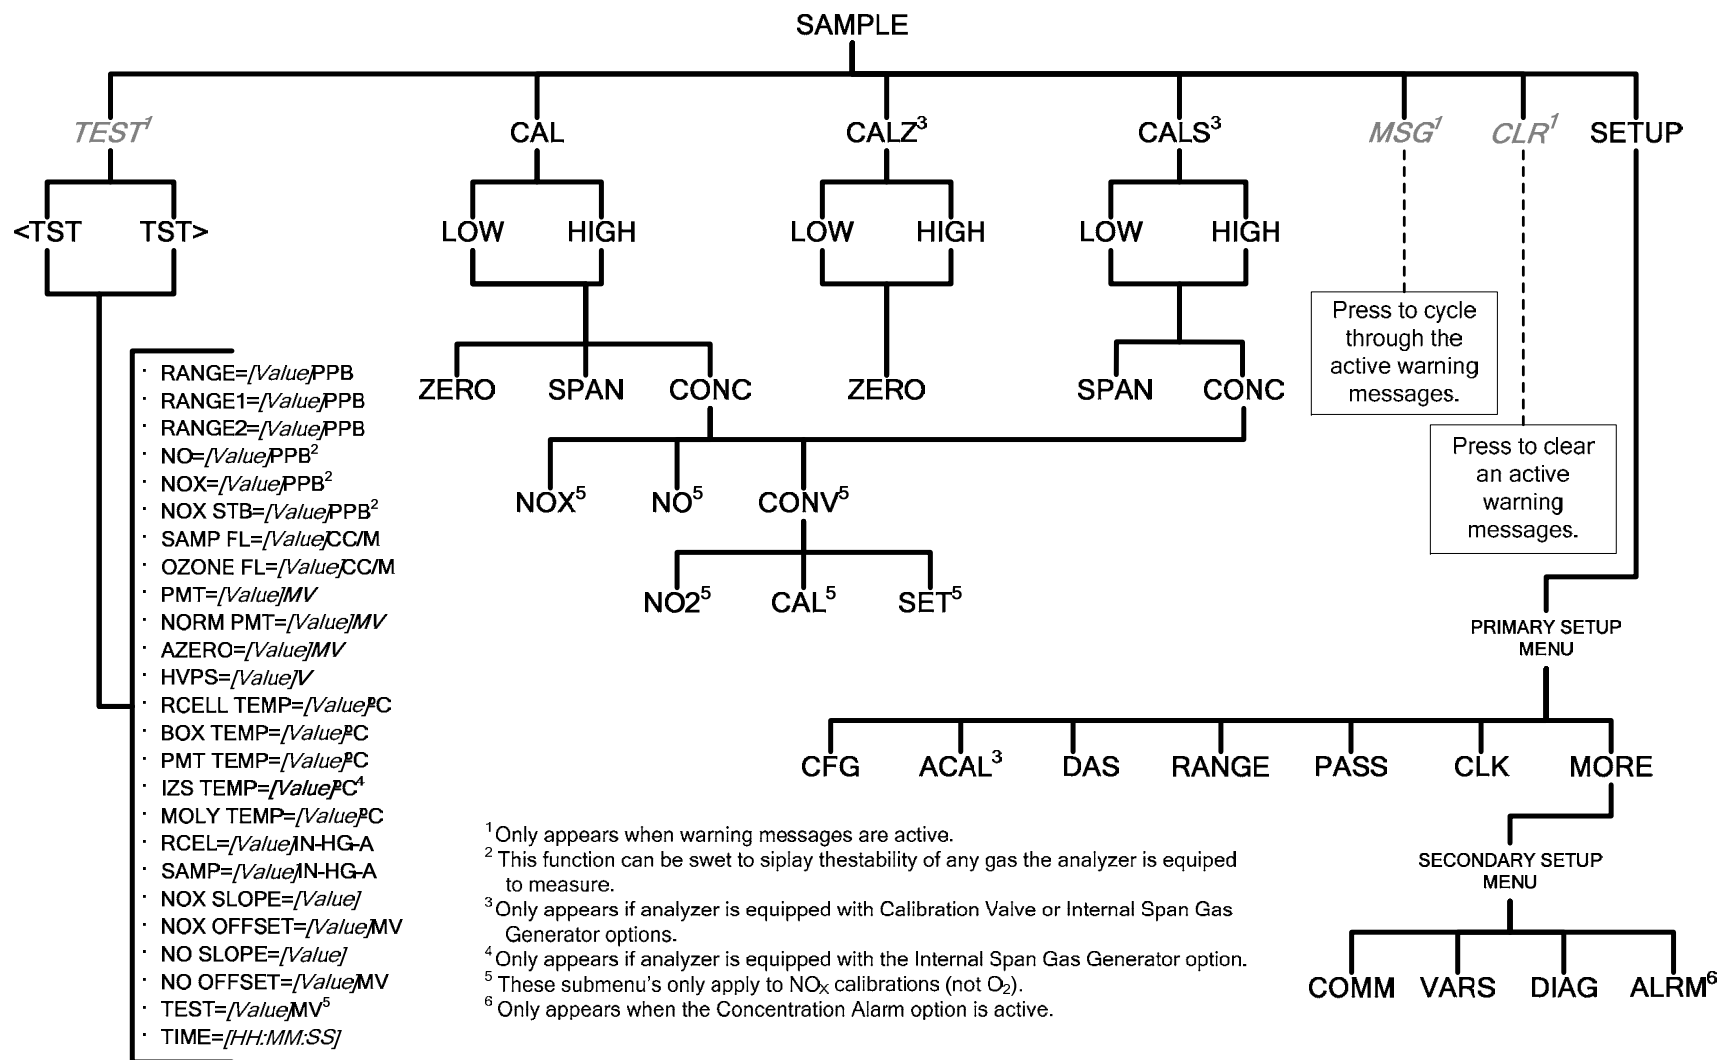 SAMPLE
TEST¹ CAL CALZ³ CALS³ MSG¹ CLR¹ SETUP
<TST TST> LOW HIGH LOW HIGH LOW HIGH
Press to cycle
through the
active warning
messages.
ZERO SPAN CONC ZERO SPAN CONC
Press to clear
an active
warning
messages.
NOX⁵ NO⁵ CONV⁵
NO2⁵ CAL⁵ SET⁵
· RANGE=[Value]PPB
· RANGE1=[Value]PPB
· RANGE2=[Value]PPB
· NO=[Value]PPB²
· NOX=[Value]PPB²
· NOX STB=[Value]PPB²
· SAMP FL=[Value]CC/M
· OZONE FL=[Value]CC/M
· PMT=[Value]MV
· NORM PMT=[Value]MV
· AZERO=[Value]MV
· HVPS=[Value]V
· RCELL TEMP=[Value]ºC
· BOX TEMP=[Value]ºC
· PMT TEMP=[Value]ºC
· IZS TEMP=[Value]ºC⁴
· MOLY TEMP=[Value]ºC
· RCEL=[Value]IN-HG-A
· SAMP=[Value]IN-HG-A
· NOX SLOPE=[Value]
· NOX OFFSET=[Value]MV
· NO SLOPE=[Value]
· NO OFFSET=[Value]MV
· TEST=[Value]MV⁵
· TIME=[HH:MM:SS]
PRIMARY SETUP
MENU
CFG ACAL³ DAS RANGE PASS CLK MORE
SECONDARY SETUP
MENU
COMM VARS DIAG ALRM⁶
¹ Only appears when warning messages are active.
² This function can be swet to siplay thestability of any gas the analyzer is equiped
to measure.
³ Only appears if analyzer is equipped with Calibration Valve or Internal Span Gas
Generator options.
⁴ Only appears if analyzer is equipped with the Internal Span Gas Generator option.
⁵ These submenu's only apply to NOₓ calibrations (not O₂).
⁶ Only appears when the Concentration Alarm option is active.